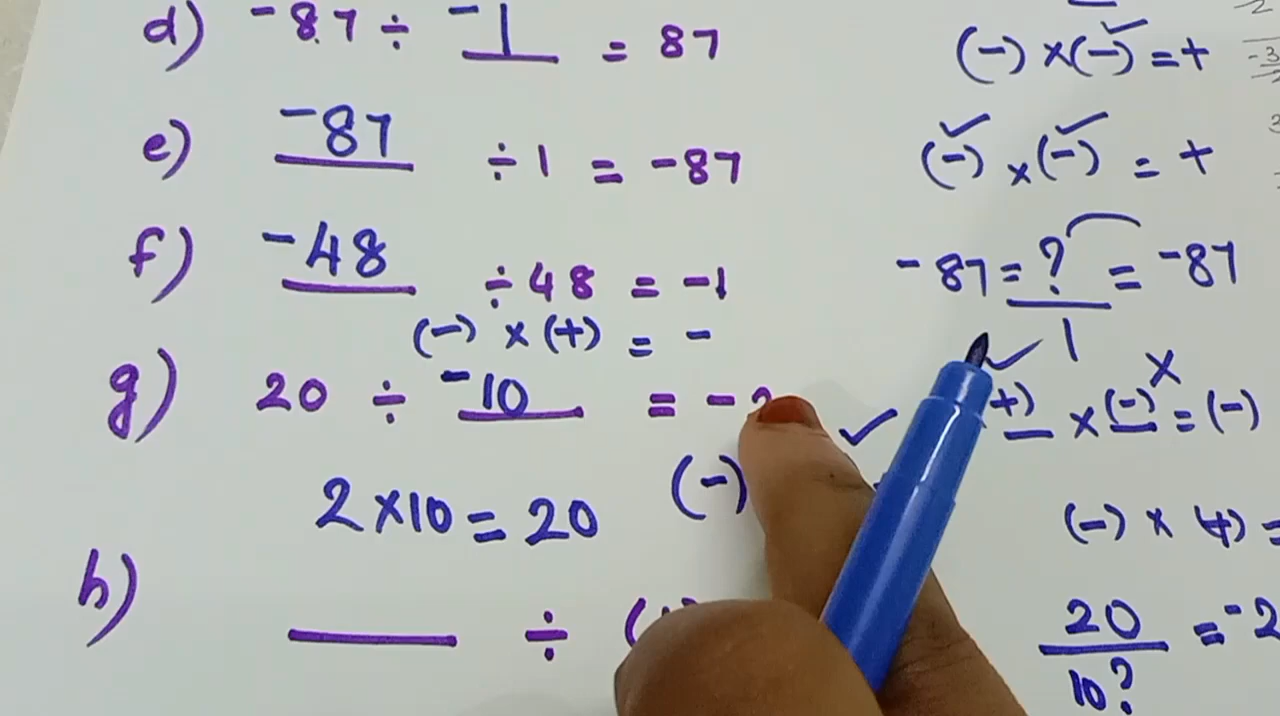 d) -87 ÷ -1 = 87
e) -87 ÷ 1 = -87
f) -48 ÷ 48 = -1
(-) × (+) = -
g) 20 ÷ -10 = -2
2 × 10 = 20 (-)
h) ____ ÷ (
(-) × (-) = +
(-) × (-) = +
-87 = ? = -87
1
+) × (-) = (-)
×
(-) × (+) =
20 = -2
10?